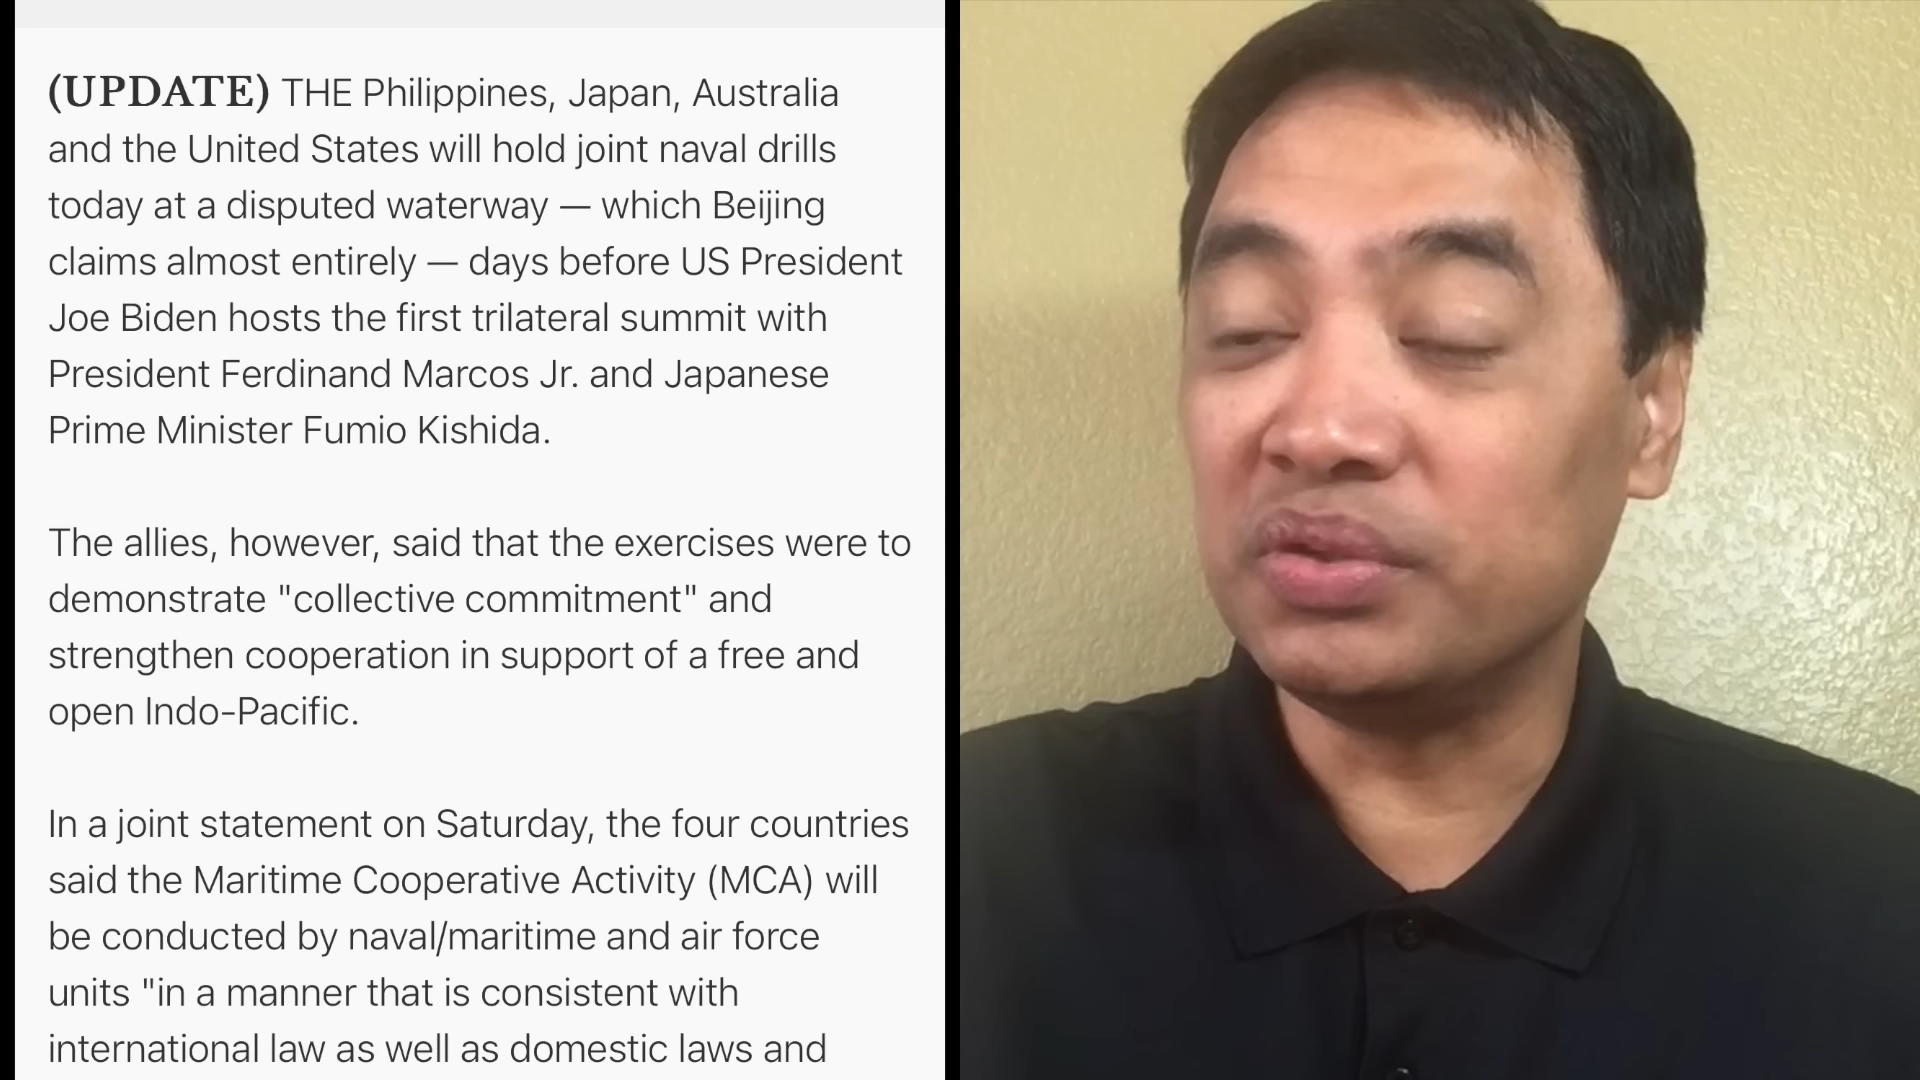 (UPDATE) THE Philippines, Japan, Australia
and the United States will hold joint naval drills
today at a disputed waterway — which Beijing
claims almost entirely — days before US President
Joe Biden hosts the first trilateral summit with
President Ferdinand Marcos Jr. and Japanese
Prime Minister Fumio Kishida.
The allies, however, said that the exercises were to
demonstrate "collective commitment" and
strengthen cooperation in support of a free and
open Indo-Pacific.
In a joint statement on Saturday, the four countries
said the Maritime Cooperative Activity (MCA) will
be conducted by naval/maritime and air force
units "in a manner that is consistent with
international law as well as domestic laws and